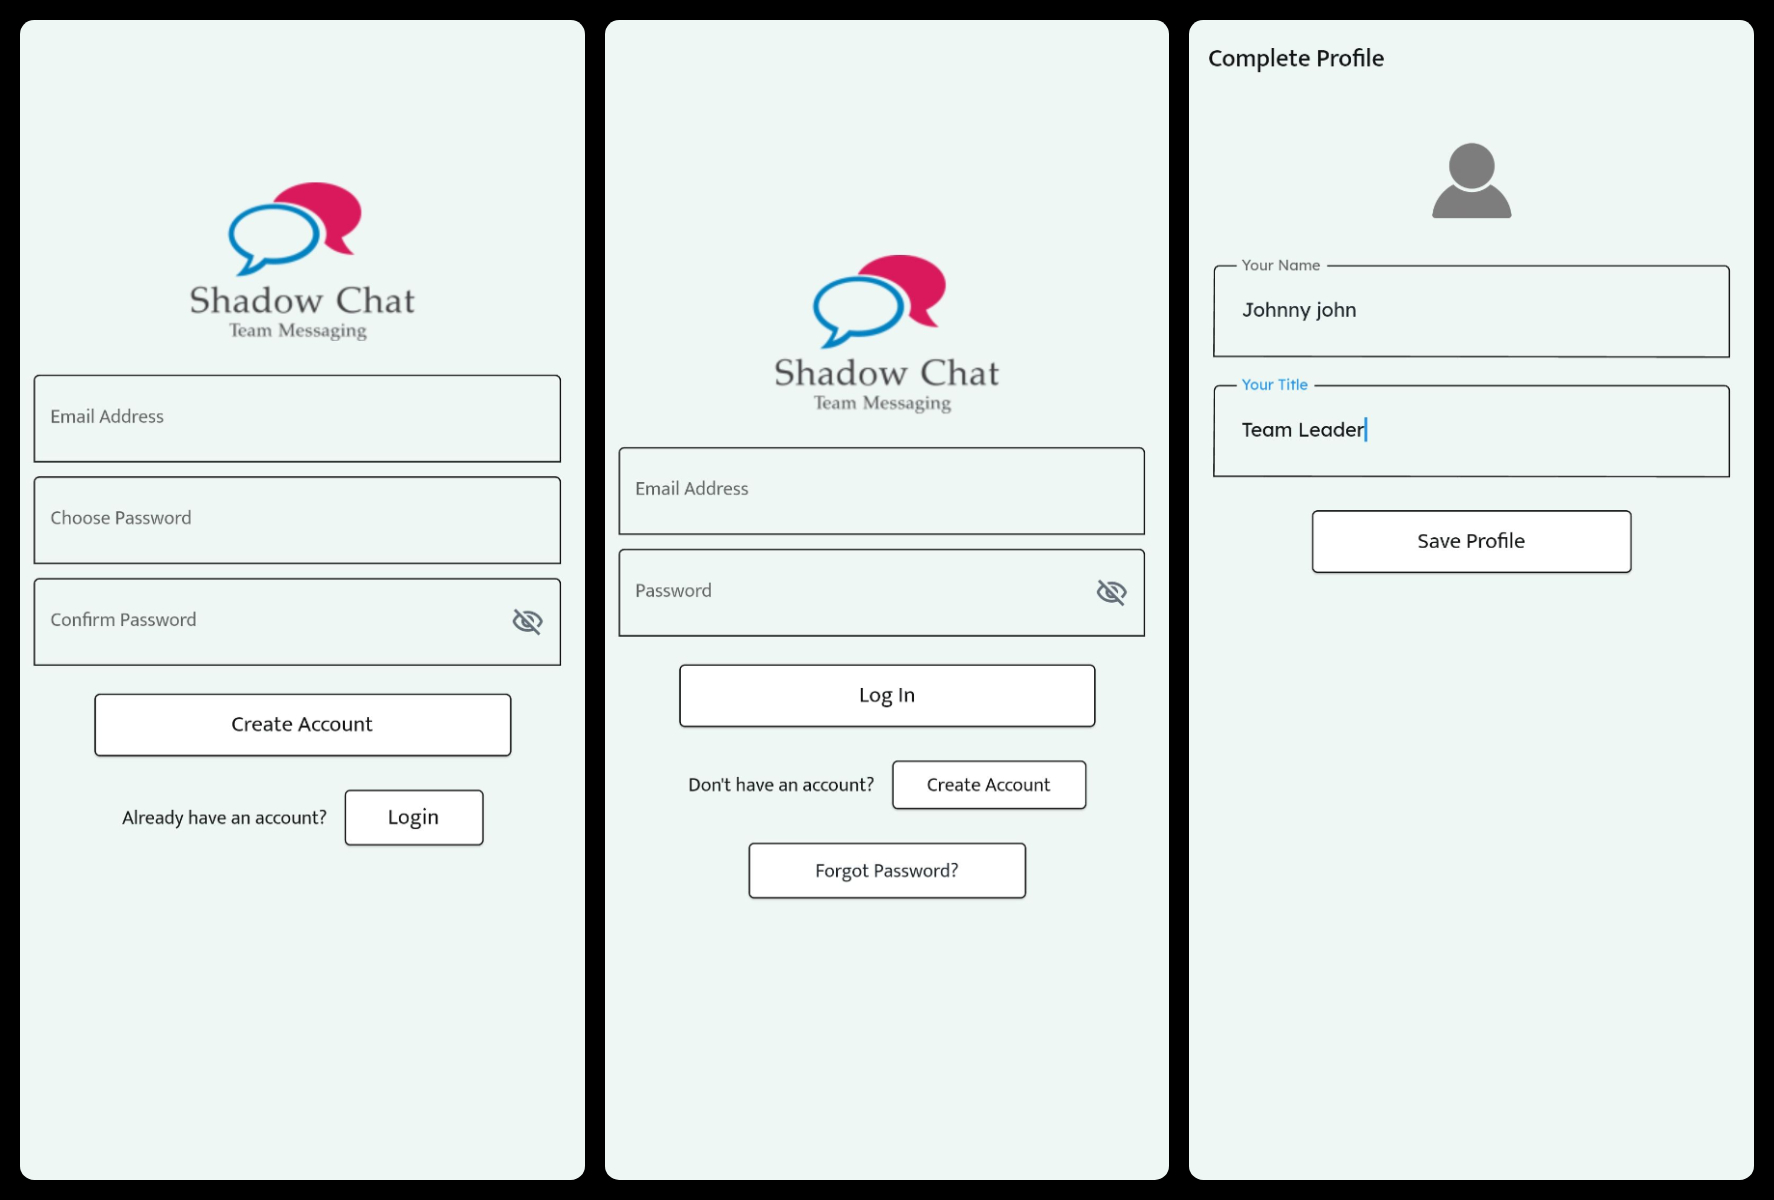 Shadow Chat
Team Messaging
Email Address
Choose Password
Confirm Password
Create Account
Already have an account?
Login
Shadow Chat
Team Messaging
Email Address
Password
Log In
Don't have an account?
Create Account
Forgot Password?
Complete Profile
Your Name
Johnny john
Your Title
Team Leader
Save Profile